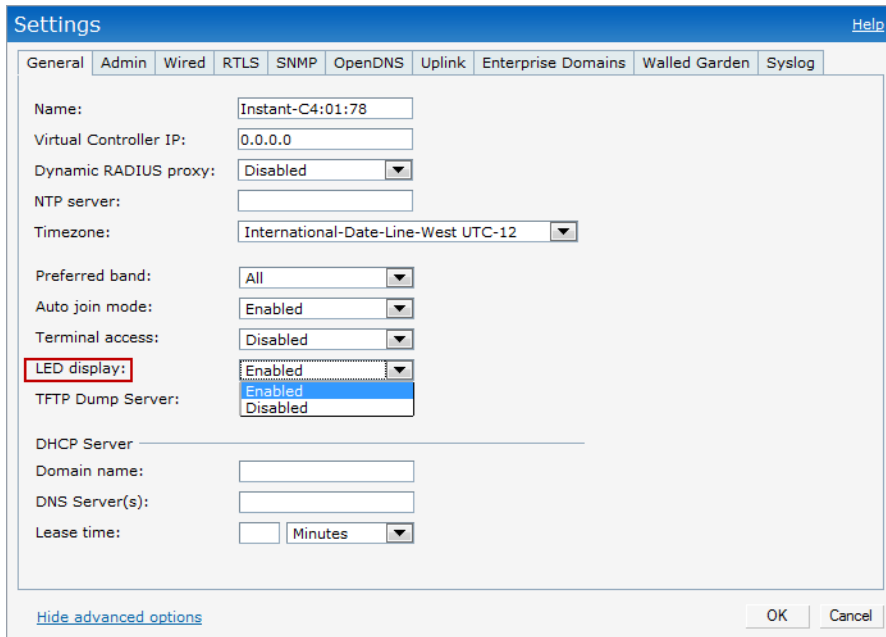 Settings Help
General Admin Wired RTLS SNMP OpenDNS Uplink Enterprise Domains Walled Garden Syslog
Name: Instant-C4:01:78
Virtual Controller IP: 0.0.0.0
Dynamic RADIUS proxy: Disabled
NTP server:
Timezone: International-Date-Line-West UTC-12
Preferred band: All
Auto join mode: Enabled
Terminal access: Disabled
LED display: Enabled
Enabled
TFTP Dump Server:
Disabled
DHCP Server
Domain name:
DNS Server(s):
Lease time: Minutes
Hide advanced options OK Cancel